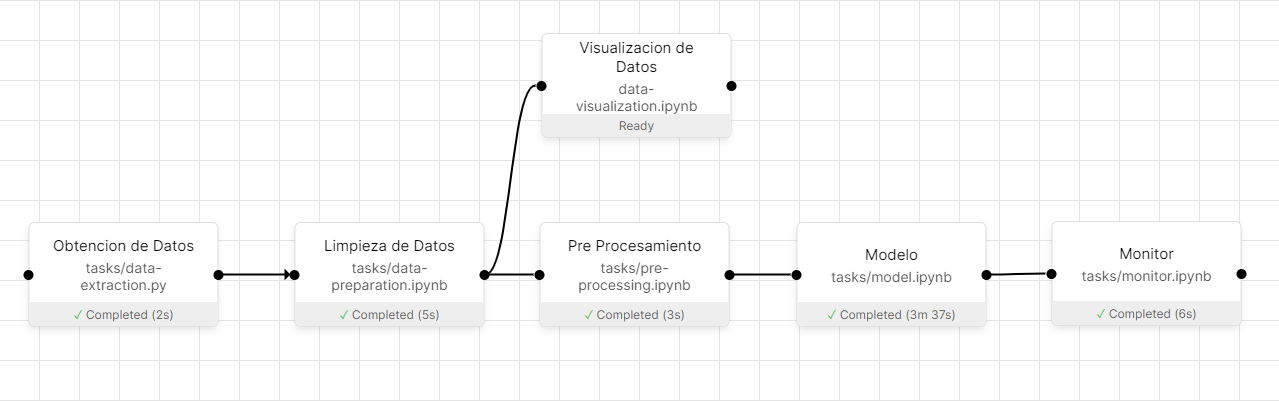 Visualizacion de
Datos
data-
visualization.ipynb
Ready
Obtencion de Datos
tasks/data-
extraction.py
✓ Completed (2s)
Limpieza de Datos
tasks/data-
preparation.ipynb
✓ Completed (5s)
Pre Procesamiento
tasks/pre-
processing.ipynb
✓ Completed (3s)
Modelo
tasks/model.ipynb
✓ Completed (3m 37s)
Monitor
tasks/monitor.ipynb
✓ Completed (6s)